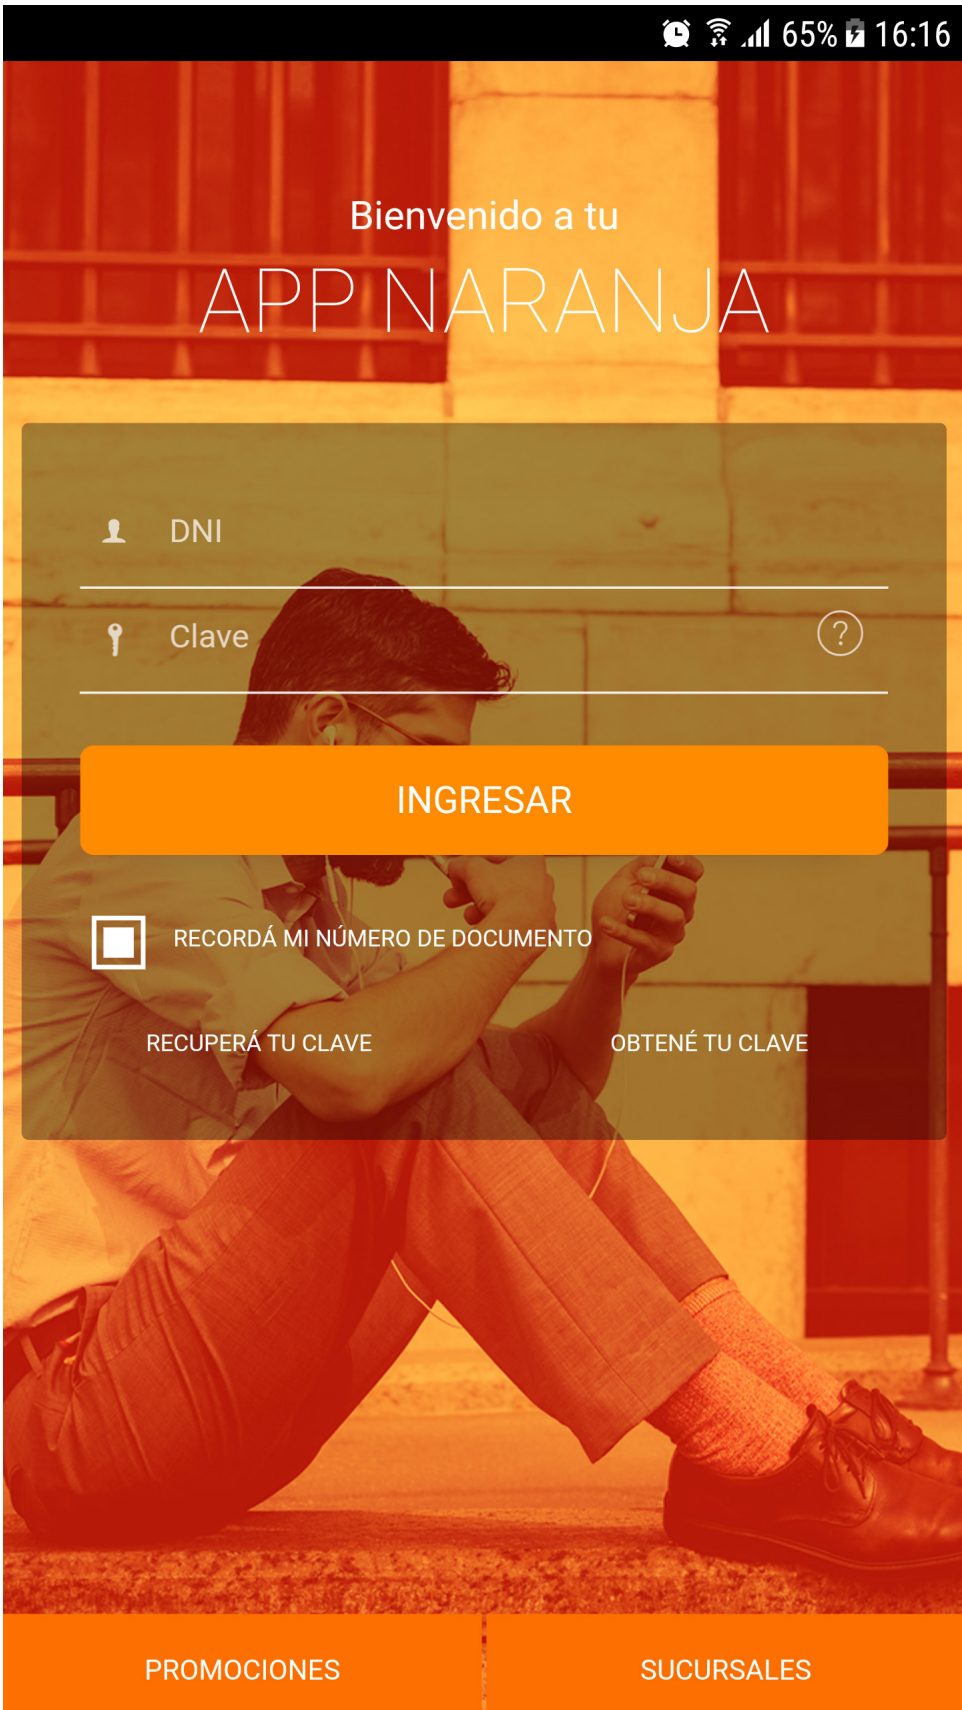 65% 16:16
Bienvenido a tu
APP NARANJA
DNI
Clave
?
INGRESAR
RECORDÁ MI NÚMERO DE DOCUMENTO
RECUPERÁ TU CLAVE OBTENÉ TU CLAVE
PROMOCIONES SUCURSALES